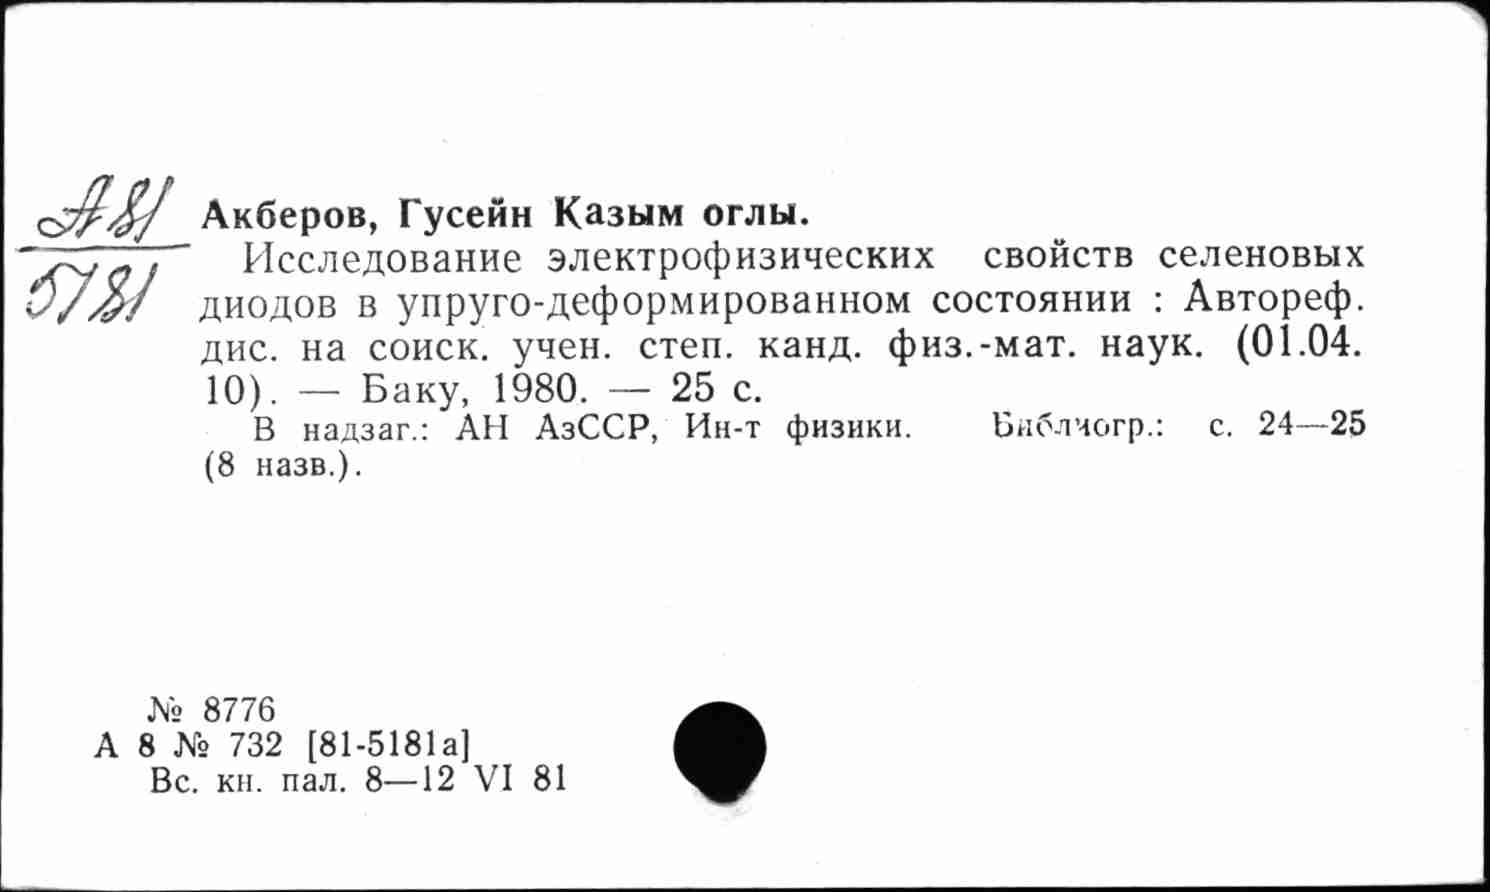 А81
5181
Акберов, Гусейн Казым оглы.
Исследование электрофизических свойств селеновых
диодов в упруго-деформированном состоянии : Автореф.
дис. на соиск. учен. степ. канд. физ.-мат. наук. (01.04.
10). — Баку, 1980. — 25 с.
В надзаг.: АН АзССР, Ин-т физики. Библиогр.: с. 24—25
(8 назв.).
№ 8776
А 8 № 732 [81-5181а]
Вс. кн. пал. 8—12 VI 81